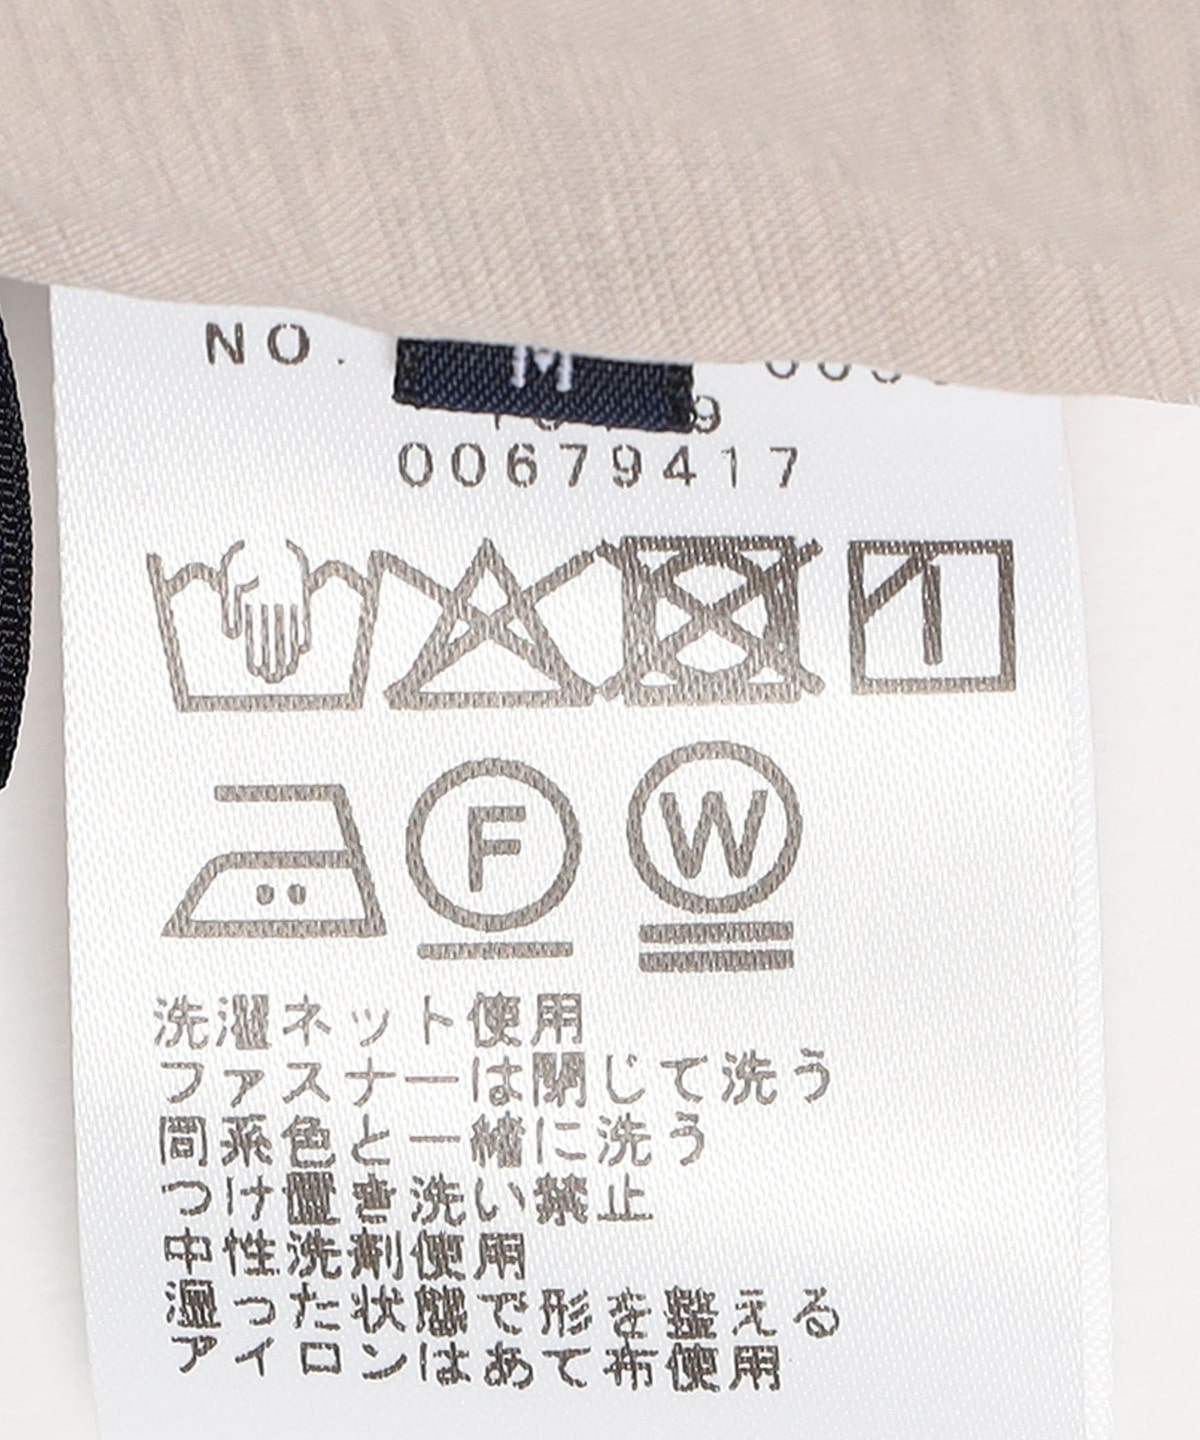 NO.
M
00679417
F
W
洗濯ネット使用
ファスナーは閉じて洗う
同系色と一緒に洗う
つけ置き洗い禁止
中性洗剤使用
湿った状態で形を整える
アイロンはあて布使用